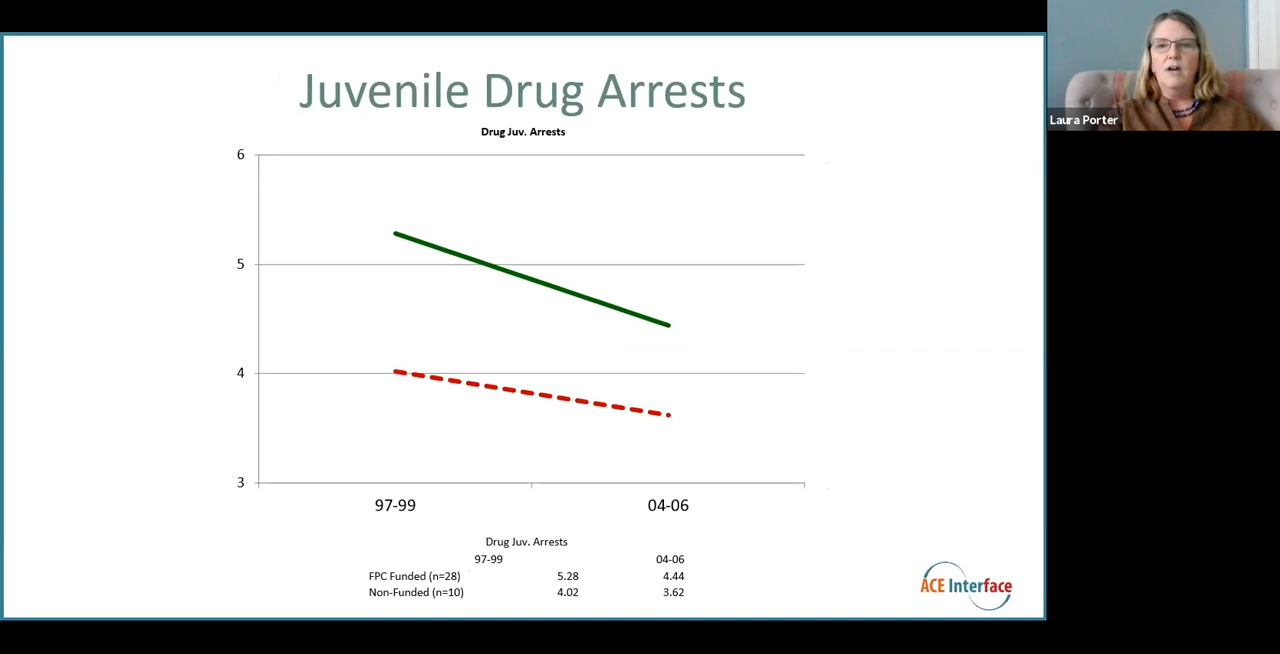 Juvenile Drug Arrests
Drug Juv. Arrests
6
5
4
3
97-99 04-06
Drug Juv. Arrests
97-99 04-06
FPC Funded (n=28) 5.28 4.44
Non-Funded (n=10) 4.02 3.62
ACE Interface
Laura Porter